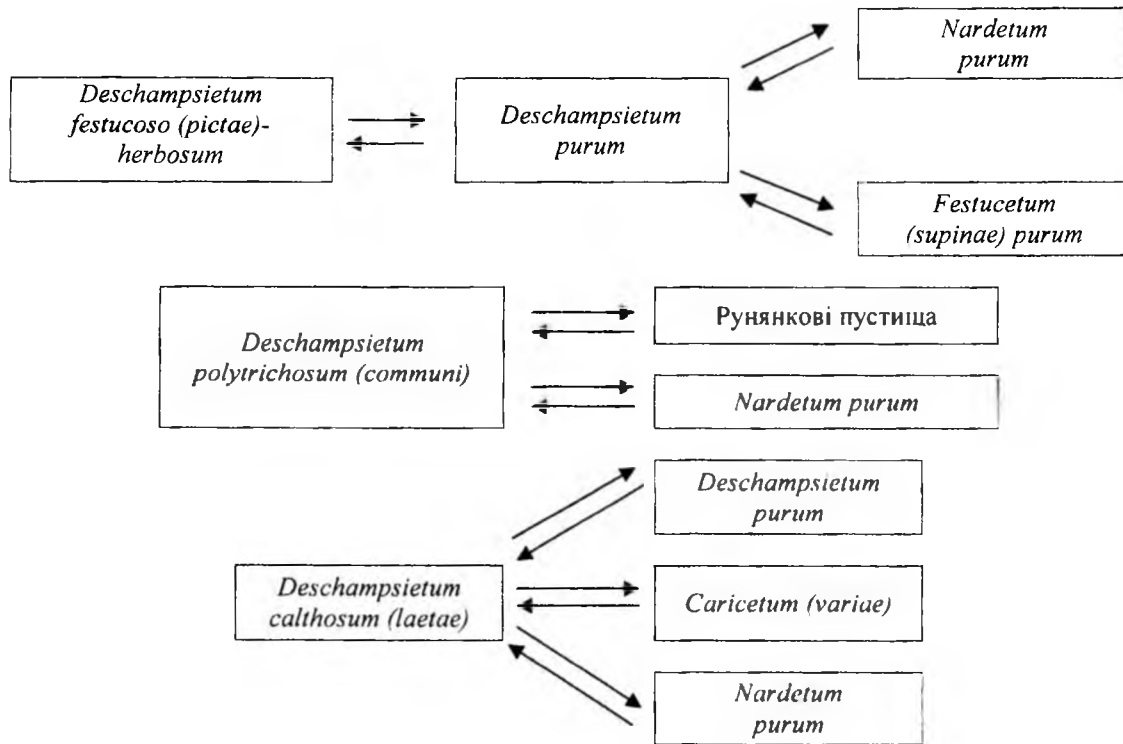 Nardetum
purum
Deschampsietum
festucoso (pictae)-
herbosum
Deschampsietum
purum
Festucetum
(supinae) purum
Deschampsietum
polytrichosum (communi)
Рунянкові пустища
Nardetum purum
Deschampsietum
purum
Deschampsietum
calthosum (laetae)
Caricetum (variae)
Nardetum
purum